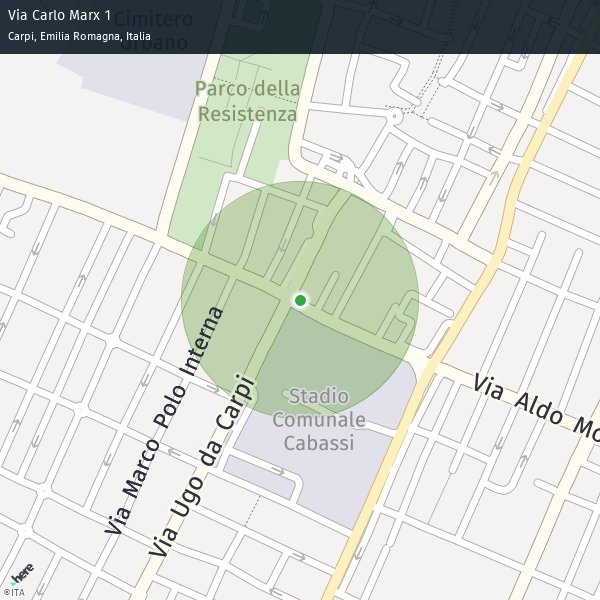 Via Carlo Marx 1
Carpi, Emilia Romagna, Italia
Cimitero
Urbano
Parco della
Resistenza
Via Marco Polo Interna
Via Ugo da Carpi
Stadio
Comunale
Cabassi
Via Aldo Mo
here
©ITA